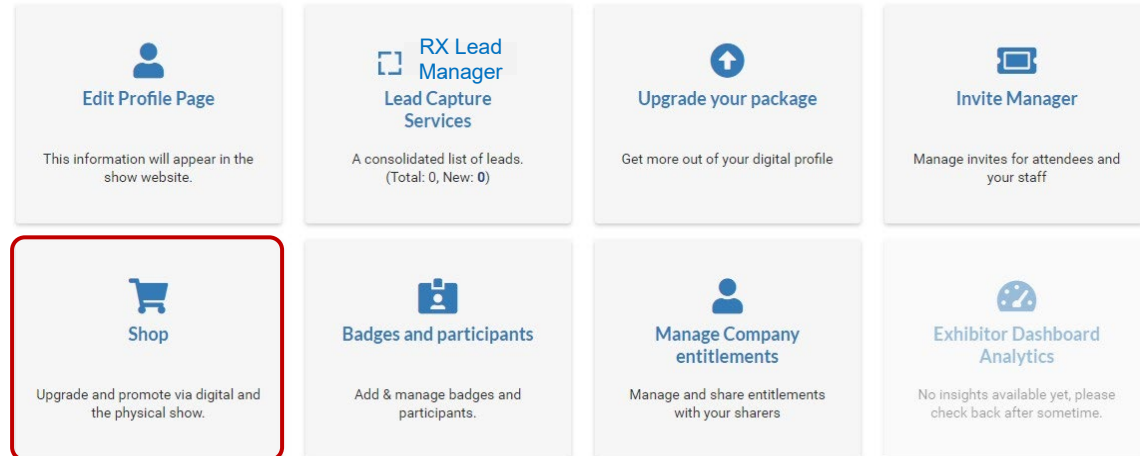 Edit Profile Page
This information will appear in the
show website.
RX Lead
Manager
Lead Capture
Services
A consolidated list of leads.
(Total: 0, New: 0)
Upgrade your package
Get more out of your digital profile
Invite Manager
Manage invites for attendees and
your staff
Shop
Upgrade and promote via digital and
the physical show.
Badges and participants
Add & manage badges and
participants.
Manage Company
entitlements
Manage and share entitlements
with your sharers
Exhibitor Dashboard
Analytics
No insights available yet, please
check back after sometime.